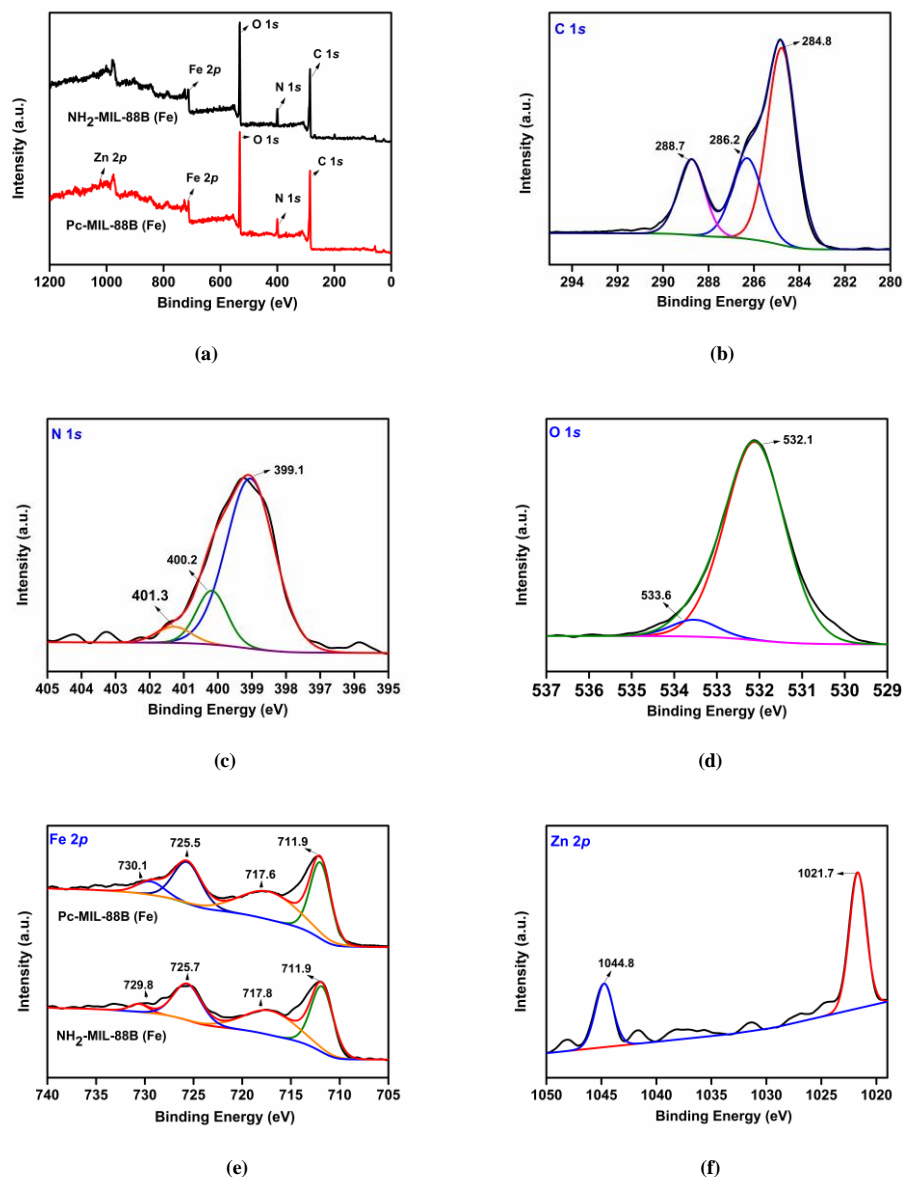 O 1s
C 1s
Fe 2p
N 1s
NH2-MIL-88B (Fe)
O 1s
Zn 2p
C 1s
Fe 2p
N 1s
Pc-MIL-88B (Fe)
Intensity (a.u.)
1200 1000 800 600 400 200 0
Binding Energy (eV)
(a)
C 1s
284.8
286.2
288.7
Intensity (a.u.)
294 292 290 288 286 284 282 280
Binding Energy (eV)
(b)
N 1s
399.1
400.2
401.3
Intensity (a.u.)
405 404 403 402 401 400 399 398 397 396 395
Binding Energy (eV)
(c)
O 1s
532.1
533.6
Intensity (a.u.)
537 536 535 534 533 532 531 530 529
Binding Energy (eV)
(d)
Fe 2p
725.5
711.9
730.1
717.6
Pc-MIL-88B (Fe)
725.7
711.9
729.8
717.8
NH2-MIL-88B (Fe)
Intensity (a.u.)
740 735 730 725 720 715 710 705
Binding Energy (eV)
(e)
Zn 2p
1021.7
1044.8
Intensity (a.u.)
1050 1045 1040 1035 1030 1025 1020
Binding Energy (eV)
(f)